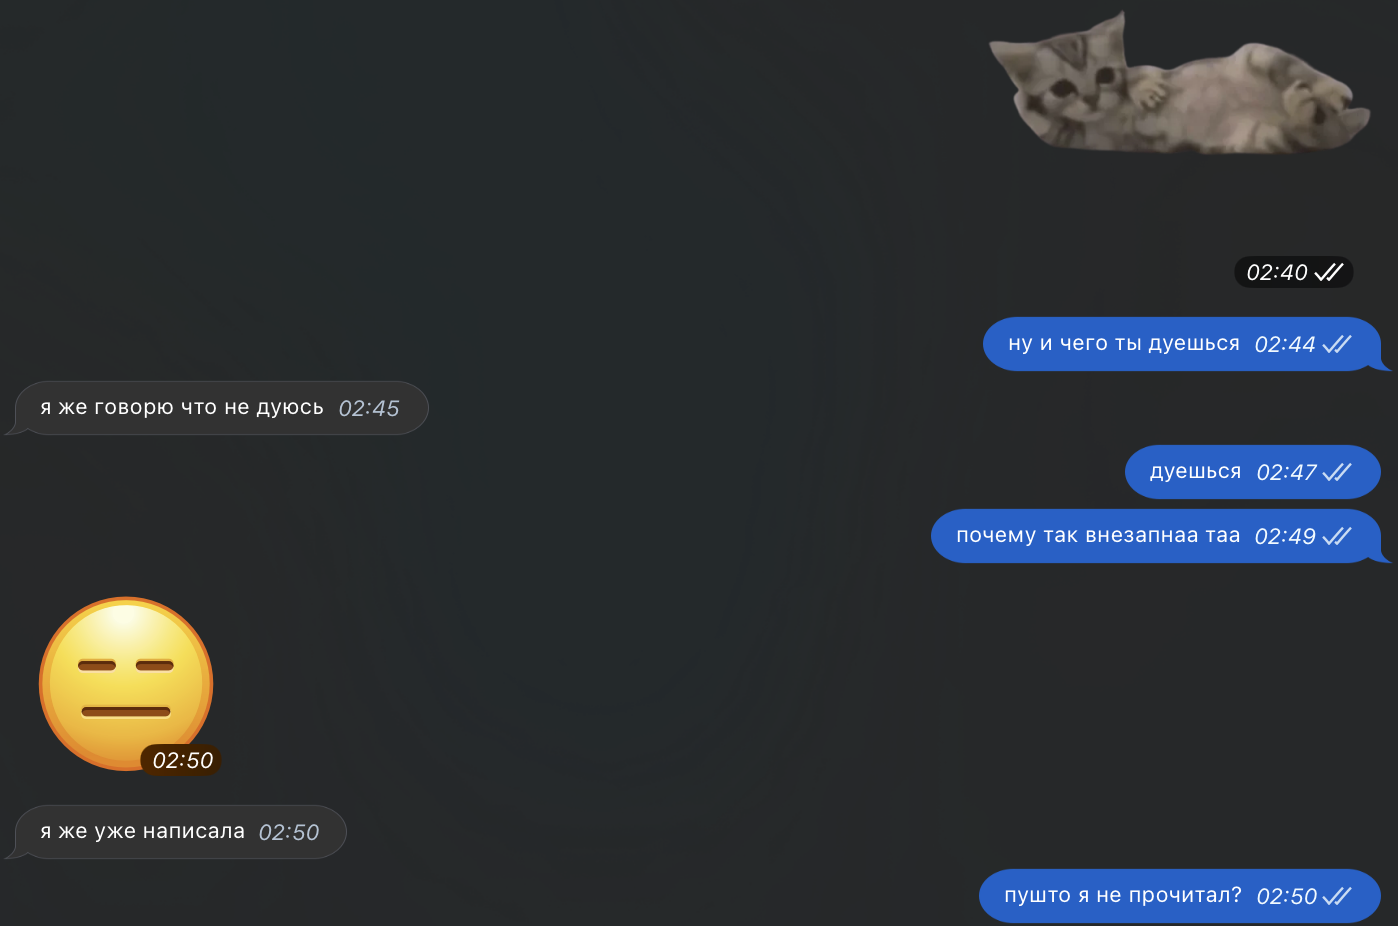 02:40
ну и чего ты дуешься 02:44
я же говорю что не дуюсь 02:45
дуешься 02:47
почему так внезапнаа таа 02:49
02:50
я же уже написала 02:50
пушто я не прочитал? 02:50